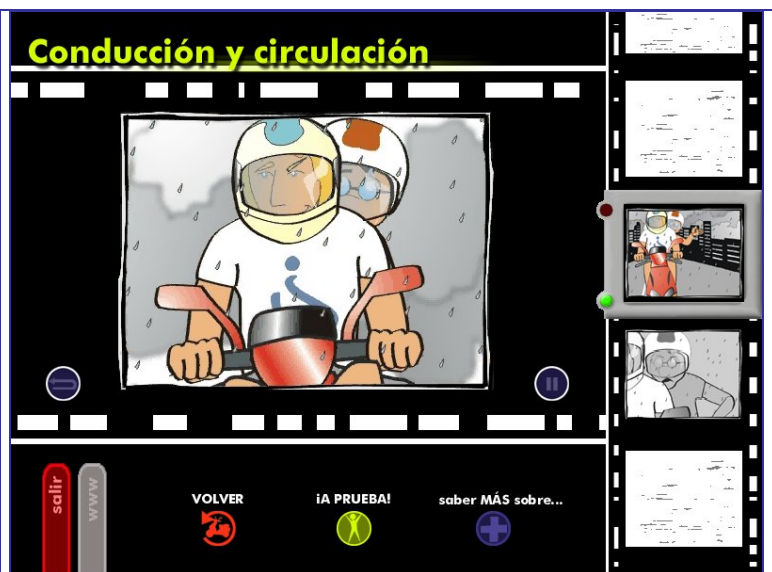 Conducción y circulación
salir
www
VOLVER
¡A PRUEBA!
saber MÁS sobre...